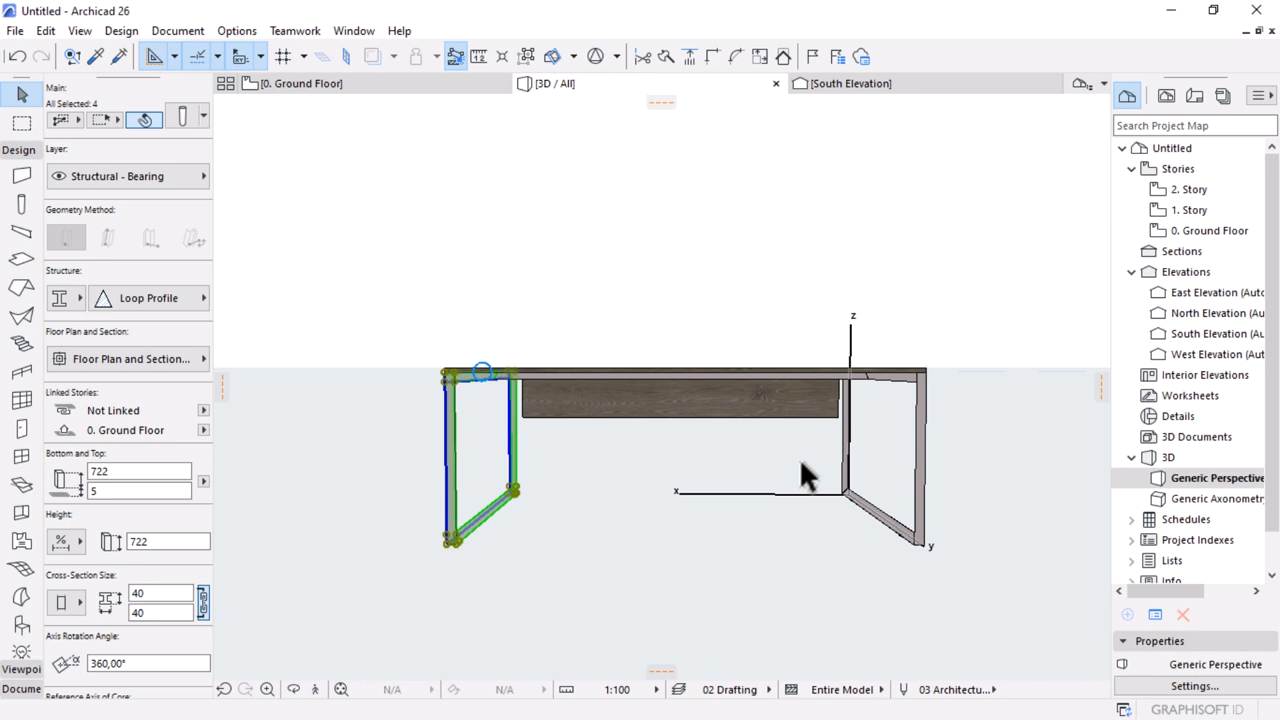 Untitled - Archicad 26
File Edit View Design Document Options Teamwork Window Help
[0. Ground Floor]
[3D / All]
[South Elevation]
Main:
All Selected: 4
Design
Layer:
Structural - Bearing
Geometry Method:
Structure:
Loop Profile
Floor Plan and Section:
Floor Plan and Section...
Linked Stories:
Not Linked
0. Ground Floor
Bottom and Top:
722
5
Height:
722
Cross-Section Size:
40
40
Axis Rotation Angle:
360,00°
Reference Axis of Core:
Viewpoi
Docume
z
x
y
N/A
N/A
1:100
02 Drafting
Entire Model
03 Architectu...
Search Project Map
Untitled
Stories
2. Story
1. Story
0. Ground Floor
Sections
Elevations
East Elevation (Auto
North Elevation (Au
South Elevation (Au
West Elevation (Aut
Interior Elevations
Worksheets
Details
3D Documents
3D
Generic Perspective
Generic Axonometr
Schedules
Project Indexes
Lists
Info
Properties
Generic Perspective
Settings...
GRAPHISOFT ID